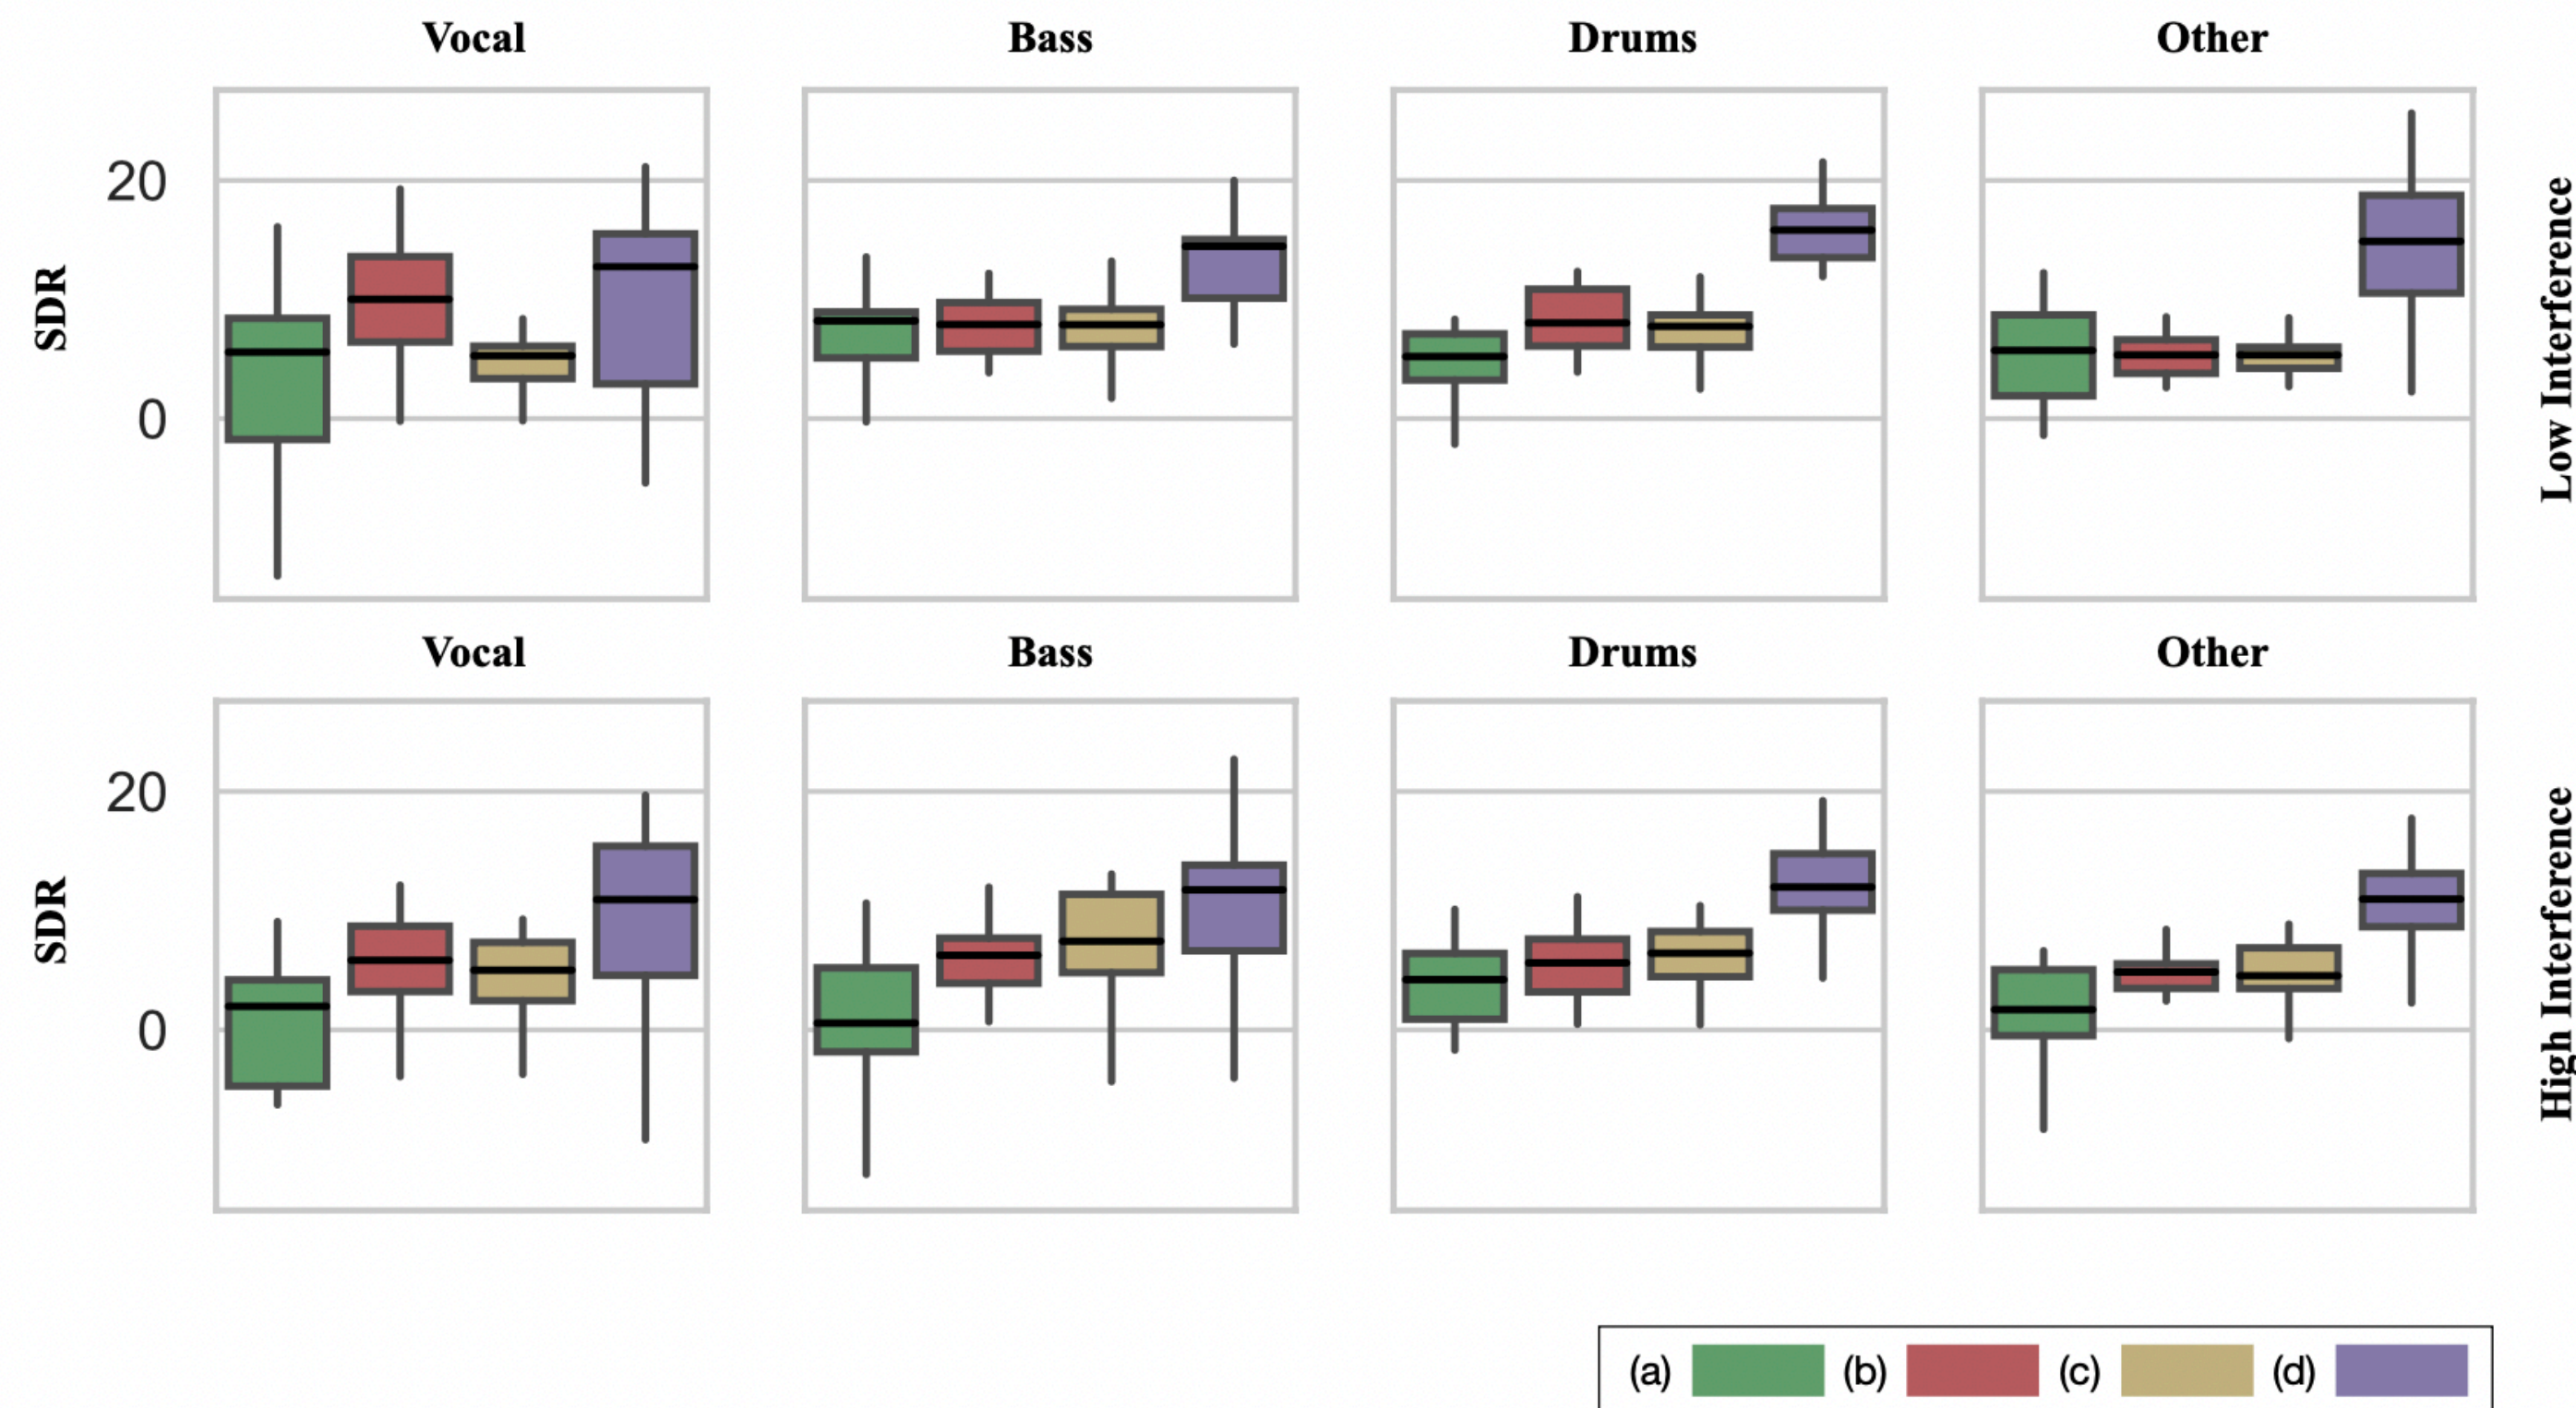 Vocal Bass Drums Other
20
0
SDR
Low Interference
Vocal Bass Drums Other
20
0
SDR
High Interference
(a) (b) (c) (d)